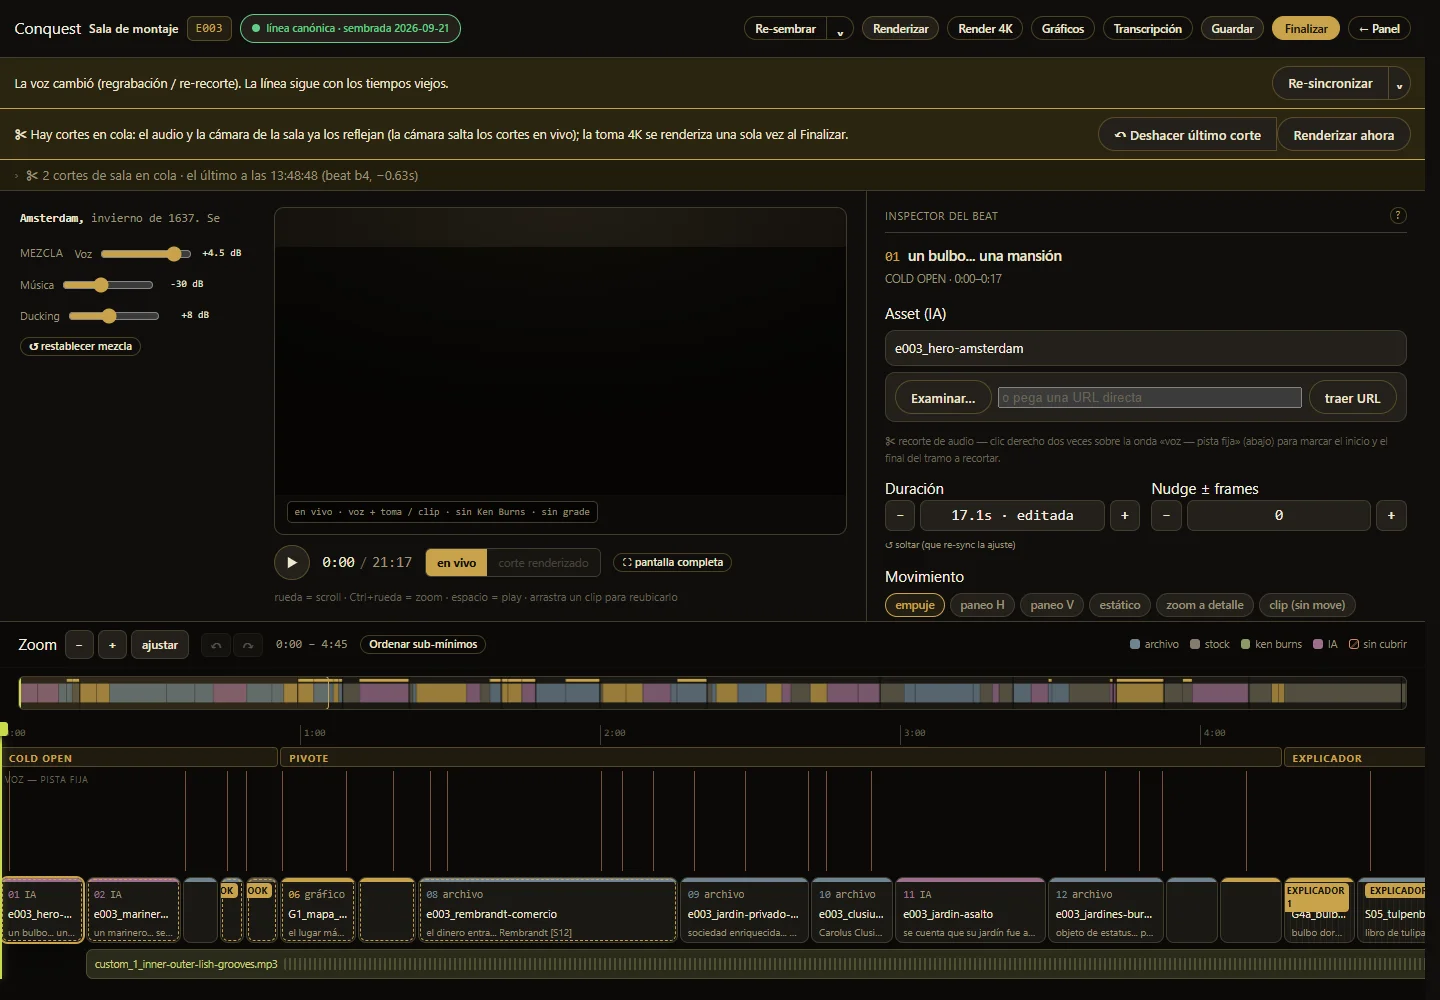 Conquest Sala de montaje E003 línea canónica · sembrada 2026-09-21 Re-sembrar Renderizar Render 4K Gráficos Transcripción Guardar Finalizar ← Panel
La voz cambió (regrabación / re-recorte). La línea sigue con los tiempos viejos. Re-sincronizar
✂ Hay cortes en cola: el audio y la cámara de la sala ya los reflejan (la cámara salta los cortes en vivo); la toma 4K se renderiza una sola vez al Finalizar. ↶ Deshacer último corte Renderizar ahora
› ✂ 2 cortes de sala en cola · el último a las 13:48:48 (beat b4, −0.63s)
Amsterdam, invierno de 1637. Se
MEZCLA Voz +4.5 dB
Música -30 dB
Ducking +8 dB
↺ restablecer mezcla
en vivo · voz + toma / clip · sin Ken Burns · sin grade
0:00 / 21:17 en vivo corte renderizado ⛶ pantalla completa
rueda = scroll · Ctrl+rueda = zoom · espacio = play · arrastra un clip para reubicarlo
INSPECTOR DEL BEAT ?
01 un bulbo... una mansión
COLD OPEN · 0:00–0:17
Asset (IA)
e003_hero-amsterdam
Examinar... o pega una URL directa traer URL
✂ recorte de audio — clic derecho dos veces sobre la onda «voz — pista fija» (abajo) para marcar el inicio y el
final del tramo a recortar.
Duración Nudge ± frames
− 17.1s · editada + − 0 +
↺ soltar (que re-sync la ajuste)
Movimiento
empuje paneo H paneo V estático zoom a detalle clip (sin move)
Zoom − + ajustar ↶ ↷ 0:00 – 4:45 Ordenar sub-mínimos archivo stock ken burns IA sin cubrir
:00 1:00 2:00 3:00 4:00
COLD OPEN PIVOTE EXPLICADOR
VOZ — PISTA FIJA
01 IA 02 IA OK OOK 06 gráfico 08 archivo 09 archivo 10 archivo 11 IA 12 archivo EXPLICADOR 1 EXPLICADOR
e003_hero-... e003_mariner... G1_mapa_... e003_rembrandt-comercio e003_jardin-privado-... e003_clusiu... e003_jardin-asalto e003_jardines-bur... G4a_bulb... S05_tulpenb
un bulbo... un... un marinero... se... el lugar má... el dinero entra... Rembrandt [S12] sociedad enriquecida... ... Carolus Clusi... se cuenta que su jardín fue a... objeto de estatus... p... bulbo dor... libro de tulipa
custom_1_inner-outer-lish-grooves.mp3